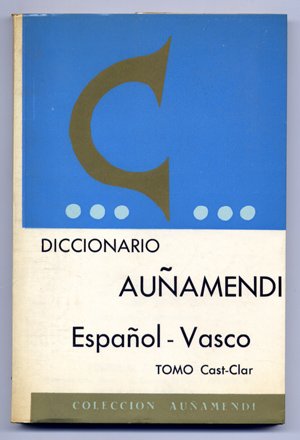 ... C ...
DICCIONARIO
AUÑAMENDI
Español - Vasco
TOMO Cast-Clar
COLECCION AUÑAMENDI